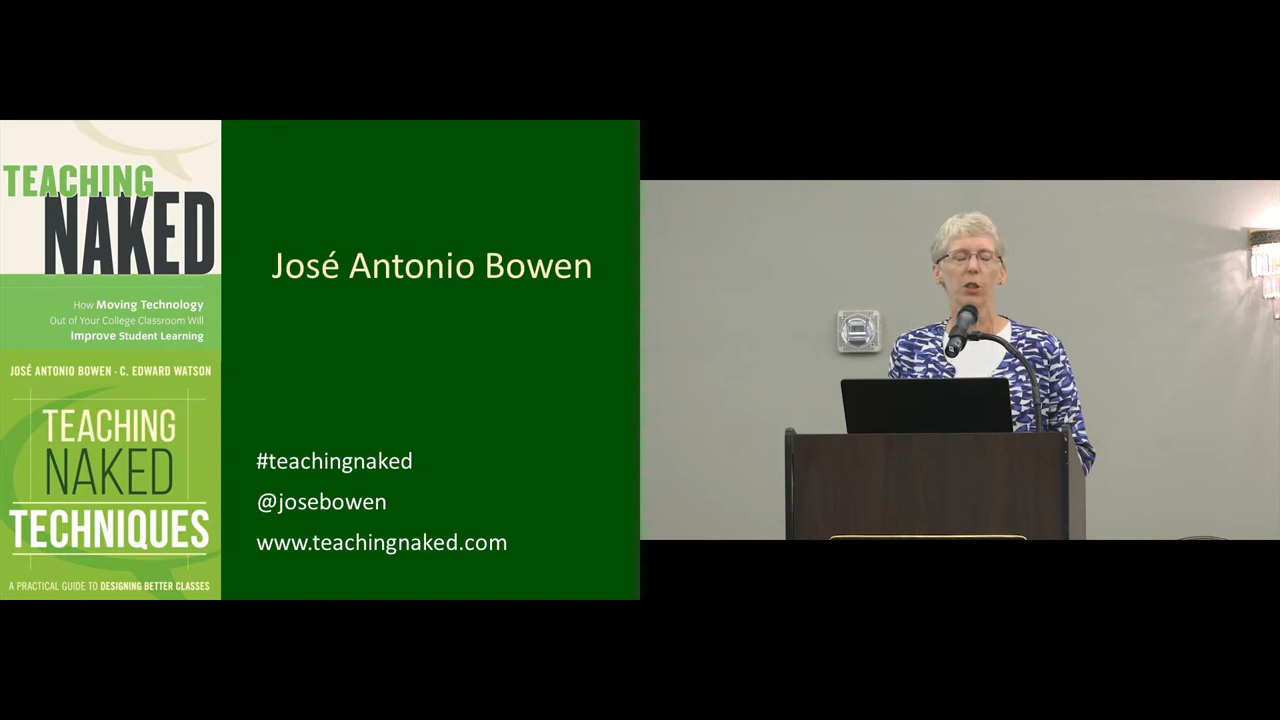 TEACHING
NAKED
How Moving Technology
Out of Your College Classroom Will
Improve Student Learning
JOSÉ ANTONIO BOWEN · C. EDWARD WATSON
TEACHING
NAKED
TECHNIQUES
A PRACTICAL GUIDE TO DESIGNING BETTER CLASSES
José Antonio Bowen
#teachingnaked
@josebowen
www.teachingnaked.com